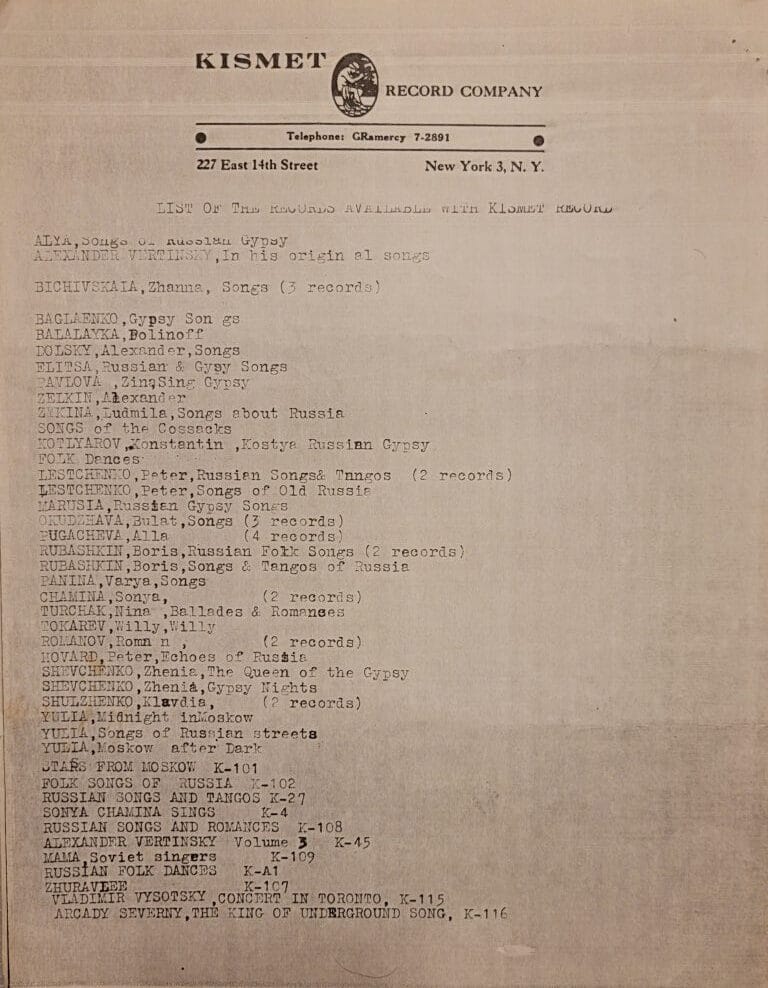 KISMET
RECORD COMPANY
Telephone: GRamercy 7-2891
227 East 14th Street New York 3, N. Y.
LIST OF THE RECORDS AVAILABLE WITH KISMET RECORD
ALYA,Songs of Russian Gypsy
ALEXANDER VERTINSKY,In his origin al songs
BICHIVSKAIA,Zhanna, Songs (3 records)
BAGLAENKO,Gypsy Son gs
BALALAYKA,Bolinoff
DOLSKY,Alexander,Songs
ELITSA,Russian & Gypsy Songs
PAVLOVA ,Zina,Sing Gypsy
ZELKIN,Alexander
ZYKINA,Ludmila,Songs about Russia
SONGS of the Cossacks
KOTLYAROV,Konstantin ,Kostya Russian Gypsy
FOLK Dances
LESTCHENKO,Peter,Russian Songs& Tangos (2 records)
LESTCHENKO,Peter,Songs of Old Russia
MARUSIA,Russian Gypsy Songs
OKUDZHAVA,Bulat,Songs (3 records)
PUGACHEVA,Alla (4 records)
RUBASHKIN,Boris,Russian Folk Songs (2 records)
RUBASHKIN,Boris,Songs & Tangos of Russia
PANINA,Varya,Songs
CHAMINA,Sonya, (2 records)
TURCHAK,Nina ,Ballades & Romances
TOKAREV,Willy,Willy
ROMANOV,Roma n , (2 records)
HOVARD,Peter,Echoes of Russia
SHEVCHENKO,Zhenia,The Queen of the Gypsy
SHEVCHENKO,Zhenia,Gypsy Nights
SHULZHENKO,Klavdia, (2 records)
YULIA,Midnight inMoskow
YULIA,Songs of Russian streets
YULIA,Moskow after Dark
STARS FROM MOSKOW K-101
FOLK SONGS OF RUSSIA K-102
RUSSIAN SONGS AND TANGOS K-27
SONYA CHAMINA SINGS K-4
RUSSIAN SONGS AND ROMANCES K-108
ALEXANDER VERTINSKY Volume 3 K-45
MAMA,Soviet singers K-109
RUSSIAN FOLK DANCES K-A1
ZHURAVLEE K-107
VLADIMIR VYSOTSKY ,CONCERT IN TORONTO, K-115
ARCADY SEVERNY,THE KING OF UNDERGROUND SONG, K-116